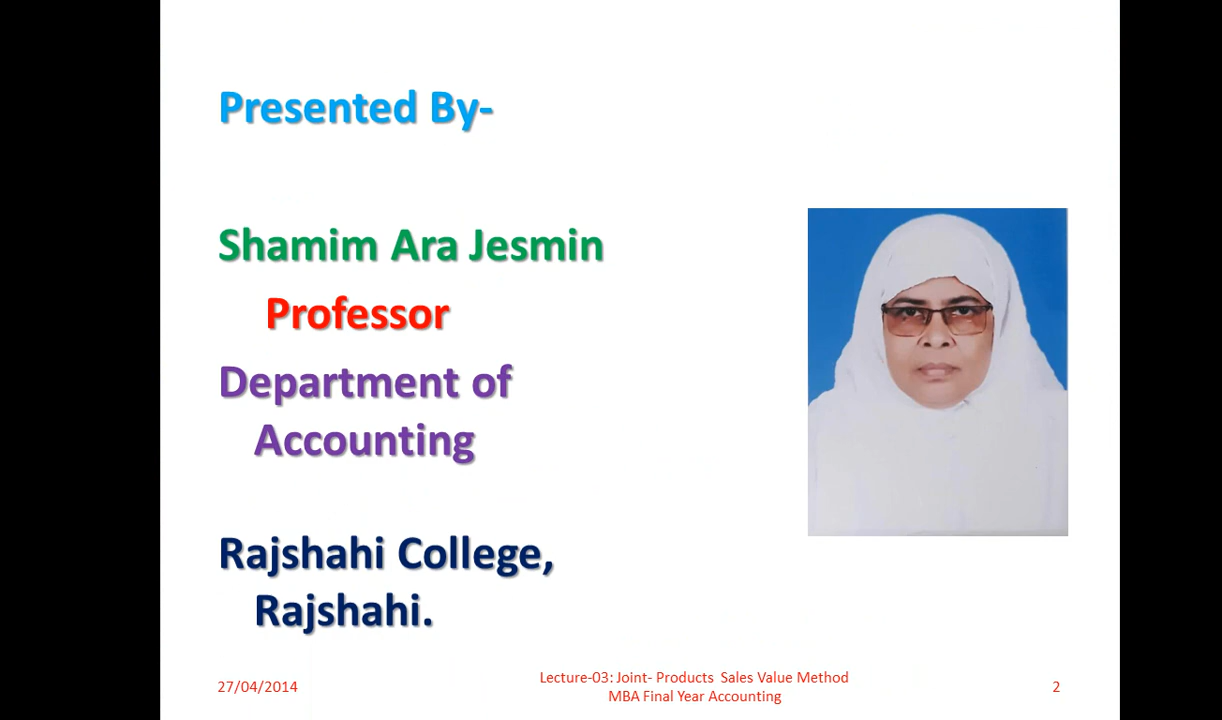 Presented By-
Shamim Ara Jesmin
Professor
Department of
Accounting
Rajshahi College,
Rajshahi.
27/04/2014
Lecture-03: Joint- Products Sales Value Method
MBA Final Year Accounting
2